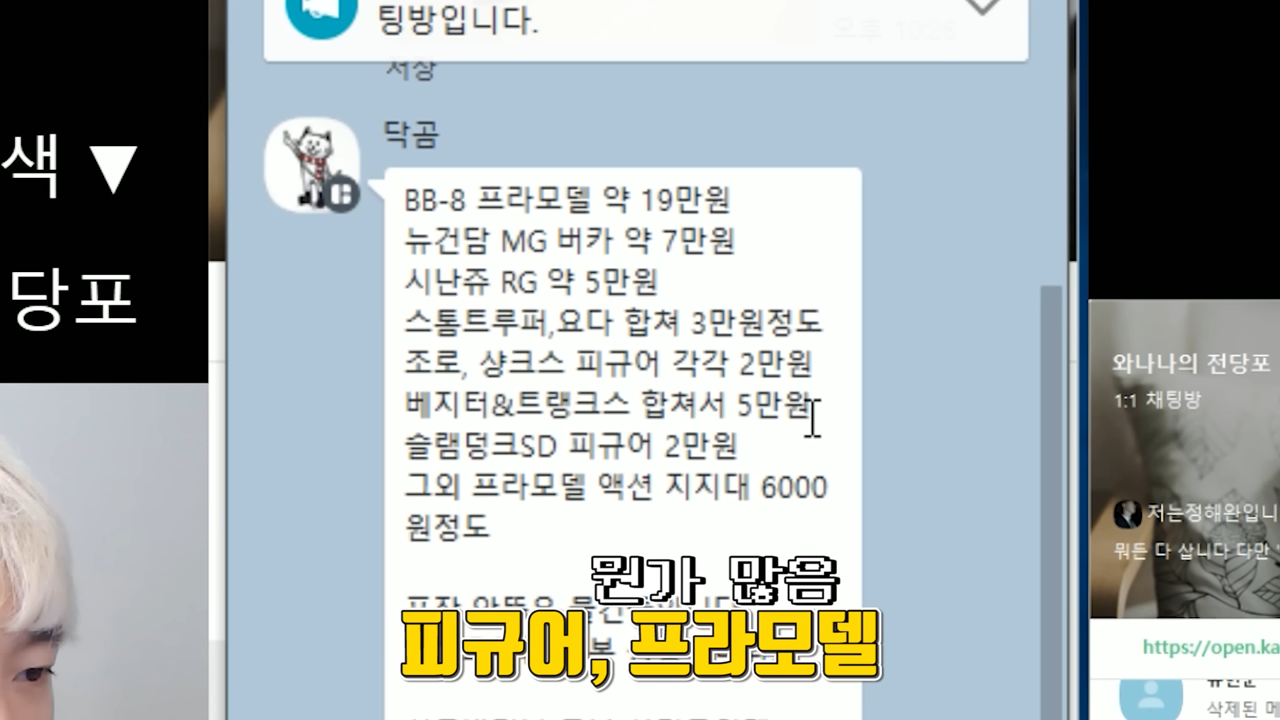 팅방입니다.
색 ▼
당포
닥곰
BB-8 프라모델 약 19만원
뉴건담 MG 버카 약 7만원
시난쥬 RG 약 5만원
스톰트루퍼,요다 합쳐 3만원정도
조로, 샹크스 피규어 각각 2만원
베지터&트랭크스 합쳐서 5만원
슬램덩크SD 피규어 2만원
그외 프라모델 액션 지지대 6000
원정도
뭔가 많음
피규어, 프라모델
와나나의 전당포
1:1 채팅방
저는정해완입니
뭐든 다 삽니다 다만
https://open.ka
삭제된 메